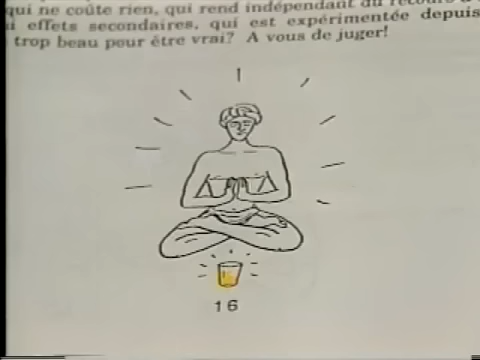 qui ne coûte rien, qui rend indépendant du recours à
effets secondaires, qui est expérimentée depuis
trop beau pour être vrai? A vous de juger!
16